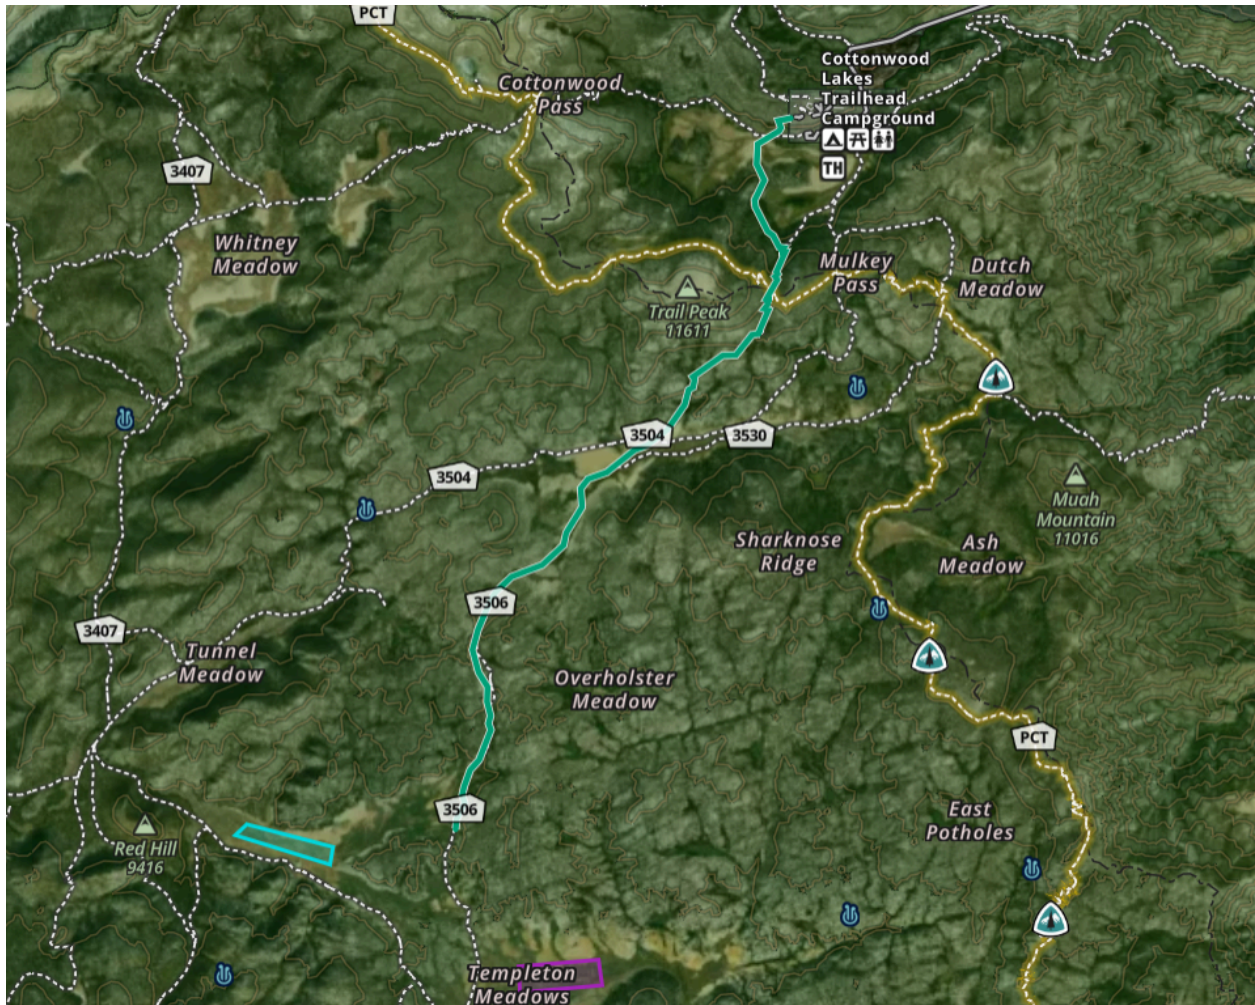 PCT
Cottonwood
Lakes
Trailhead
Campground
TH
Cottonwood
Pass
3407
Whitney
Meadow
Mulkey
Pass
Dutch
Meadow
Trail Peak
11611
3504
3530
3504
Muah
Mountain
11016
Sharknose
Ridge
Ash
Meadow
3506
3407
Tunnel
Meadow
Overholster
Meadow
PCT
3506
East
Potholes
Red Hill
9416
Templeton
Meadows